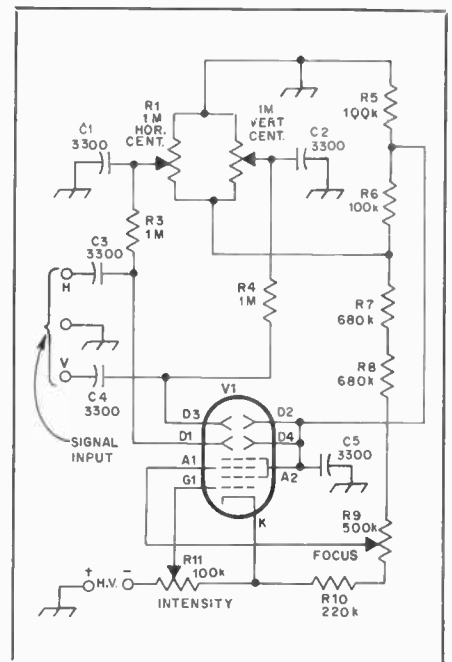 R1
1M
HOR.
CENT.
1M
VERT
CENT.
C1
3300
C2
3300
R5
100k
R6
100k
R3
1M
C3
3300
H
R4
1M
R7
680k
R8
680k
V
C4
3300
SIGNAL
INPUT
V1
D3
D2
D1
D4
A1
A2
G1
K
C5
3300
R9
500k
FOCUS
R11
100k
+
H.V.
−
INTENSITY
R10
220k